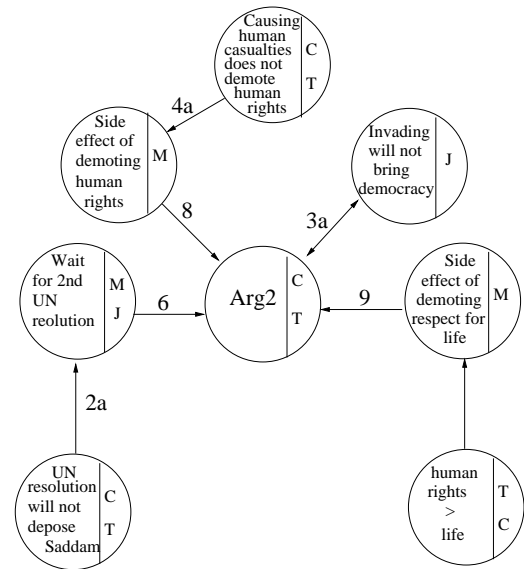 Causing
human
casualties
does not
demote
human
rights
C
T
4a
Side
effect of
demoting
human
rights
M
Invading
will not
bring
democracy
J
8
3a
Wait
for 2nd
UN
reolution
M
J
6
Arg2
C
T
9
Side
effect of
demoting
respect for
life
M
2a
UN
resolution
will not
depose
Saddam
C
T
human
rights
>
life
T
C